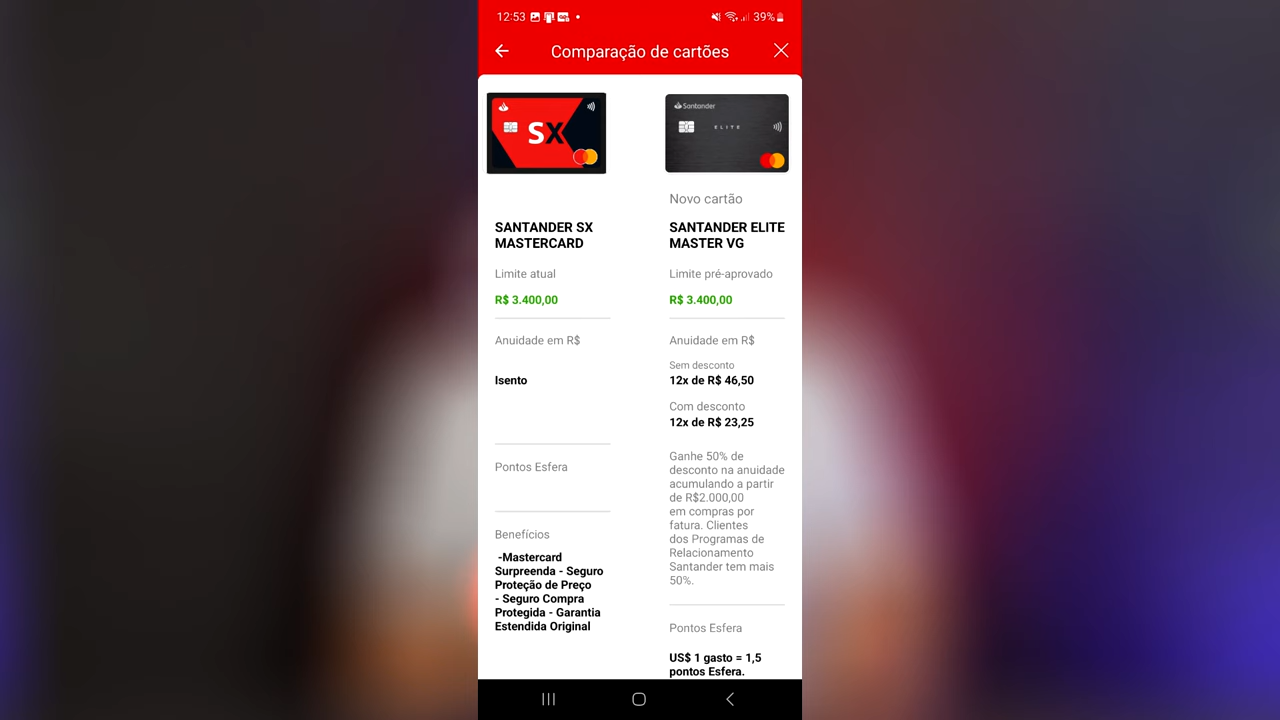 12:53
39%
Comparação de cartões
SX
Santander
ELITE
Novo cartão
SANTANDER SX
MASTERCARD
Limite atual
R$ 3.400,00
Anuidade em R$
Isento
Pontos Esfera
Benefícios
-Mastercard
Surpreenda - Seguro
Proteção de Preço
- Seguro Compra
Protegida - Garantia
Estendida Original
SANTANDER ELITE
MASTER VG
Limite pré-aprovado
R$ 3.400,00
Anuidade em R$
Sem desconto
12x de R$ 46,50
Com desconto
12x de R$ 23,25
Ganhe 50% de
desconto na anuidade
acumulando a partir
de R$2.000,00
em compras por
fatura. Clientes
dos Programas de
Relacionamento
Santander tem mais
50%.
Pontos Esfera
US$ 1 gasto = 1,5
pontos Esfera.